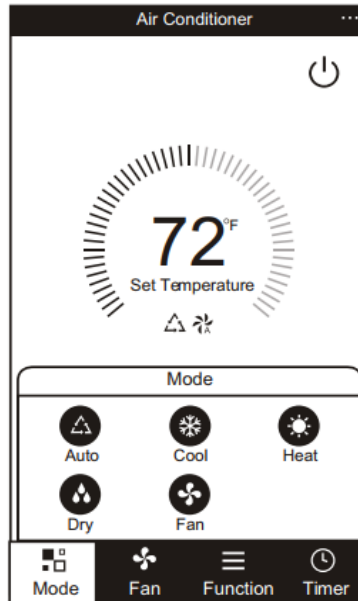 Air Conditioner ...
72°F
Set Temperature
A
Mode
Auto Cool Heat
Dry Fan
Mode Fan Function Timer